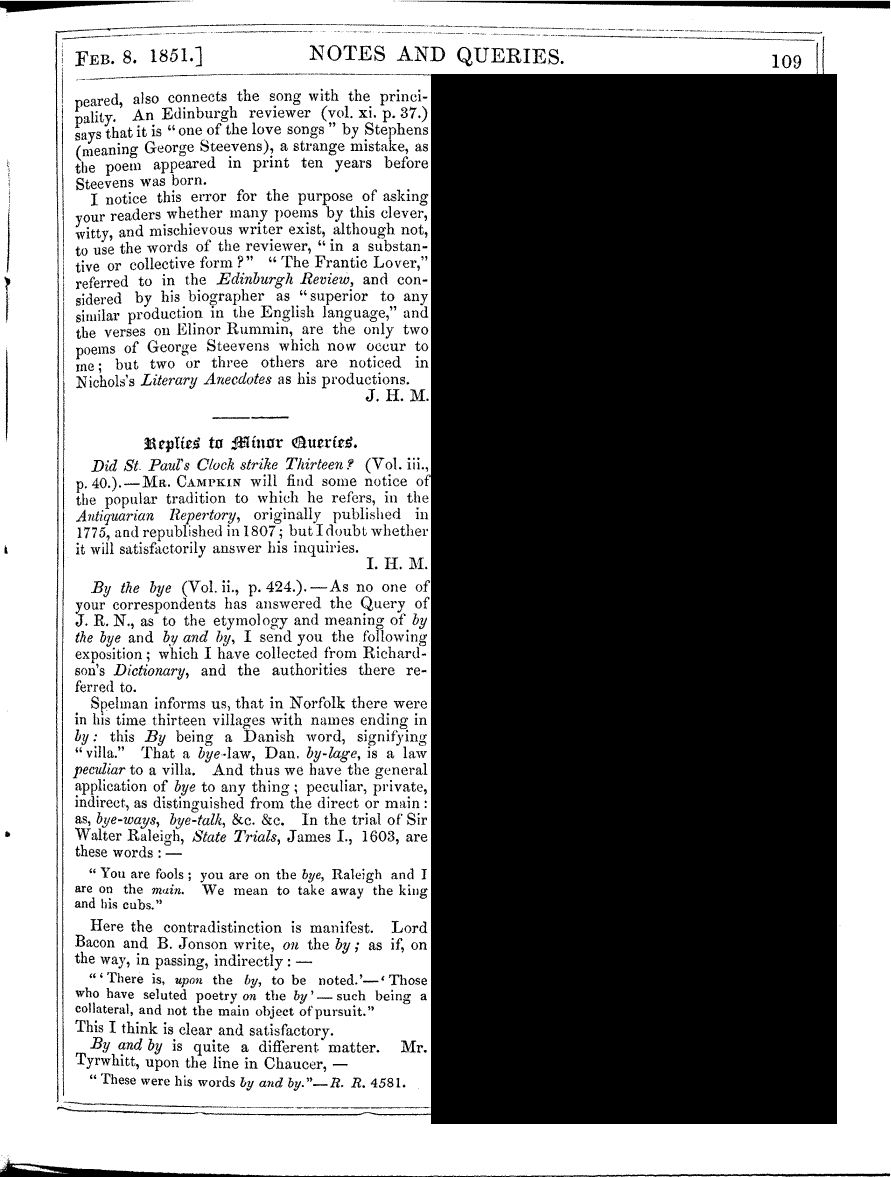 FEB. 8. 1851.] NOTES AND QUERIES. 109
peared, also connects the song with the princi-
pality. An Edinburgh reviewer (vol. xi. p. 37.)
says that it is "one of the love songs" by Stephens
(meaning George Steevens), a strange mistake, as
the poem appeared in print ten years before
Steevens was born.
I notice this error for the purpose of asking
your readers whether many poems by this clever,
witty, and mischievous writer exist, although not,
to use the words of the reviewer, "in a substan-
tive or collective form?" "The Frantic Lover,"
referred to in the Edinburgh Review, and con-
sidered by his biographer as "superior to any
similar production in the English language," and
the verses on Elinor Rummin, are the only two
poems of George Steevens which now occur to
me; but two or three others are noticed in
Nichols's Literary Anecdotes as his productions.
J. H. M.
Replies to Minor Queries.
Did St. Paul's Clock strike Thirteen? (Vol. iii.,
p. 40.).—MR. CAMPKIN will find some notice of
the popular tradition to which he refers, in the
Antiquarian Repertory, originally published in
1775, and republished in 1807; but I doubt whether
it will satisfactorily answer his inquiries.
I. H. M.
By the bye (Vol. ii., p. 424.).—As no one of
your correspondents has answered the Query of
J. R. N., as to the etymology and meaning of by
the bye and by and by, I send you the following
exposition; which I have collected from Richard-
son's Dictionary, and the authorities there re-
ferred to.
Spelman informs us, that in Norfolk there were
in his time thirteen villages with names ending in
by: this By being a Danish word, signifying
"villa." That a bye-law, Dan. by-lage, is a law
peculiar to a villa. And thus we have the general
application of bye to any thing; peculiar, private,
indirect, as distinguished from the direct or main:
as, bye-ways, bye-talk, &c. &c. In the trial of Sir
Walter Raleigh, State Trials, James I., 1603, are
these words: —
"You are fools; you are on the bye, Raleigh and I
are on the main. We mean to take away the king
and his cubs."
Here the contradistinction is manifest. Lord
Bacon and B. Jonson write, on the by; as if, on
the way, in passing, indirectly: —
"'There is, upon the by, to be noted.'—'Those
who have seluted poetry on the by'—such being a
collateral, and not the main object of pursuit."
This I think is clear and satisfactory.
By and by is quite a different matter. Mr.
Tyrwhitt, upon the line in Chaucer, —
"These were his words by and by."—R. R. 4581.